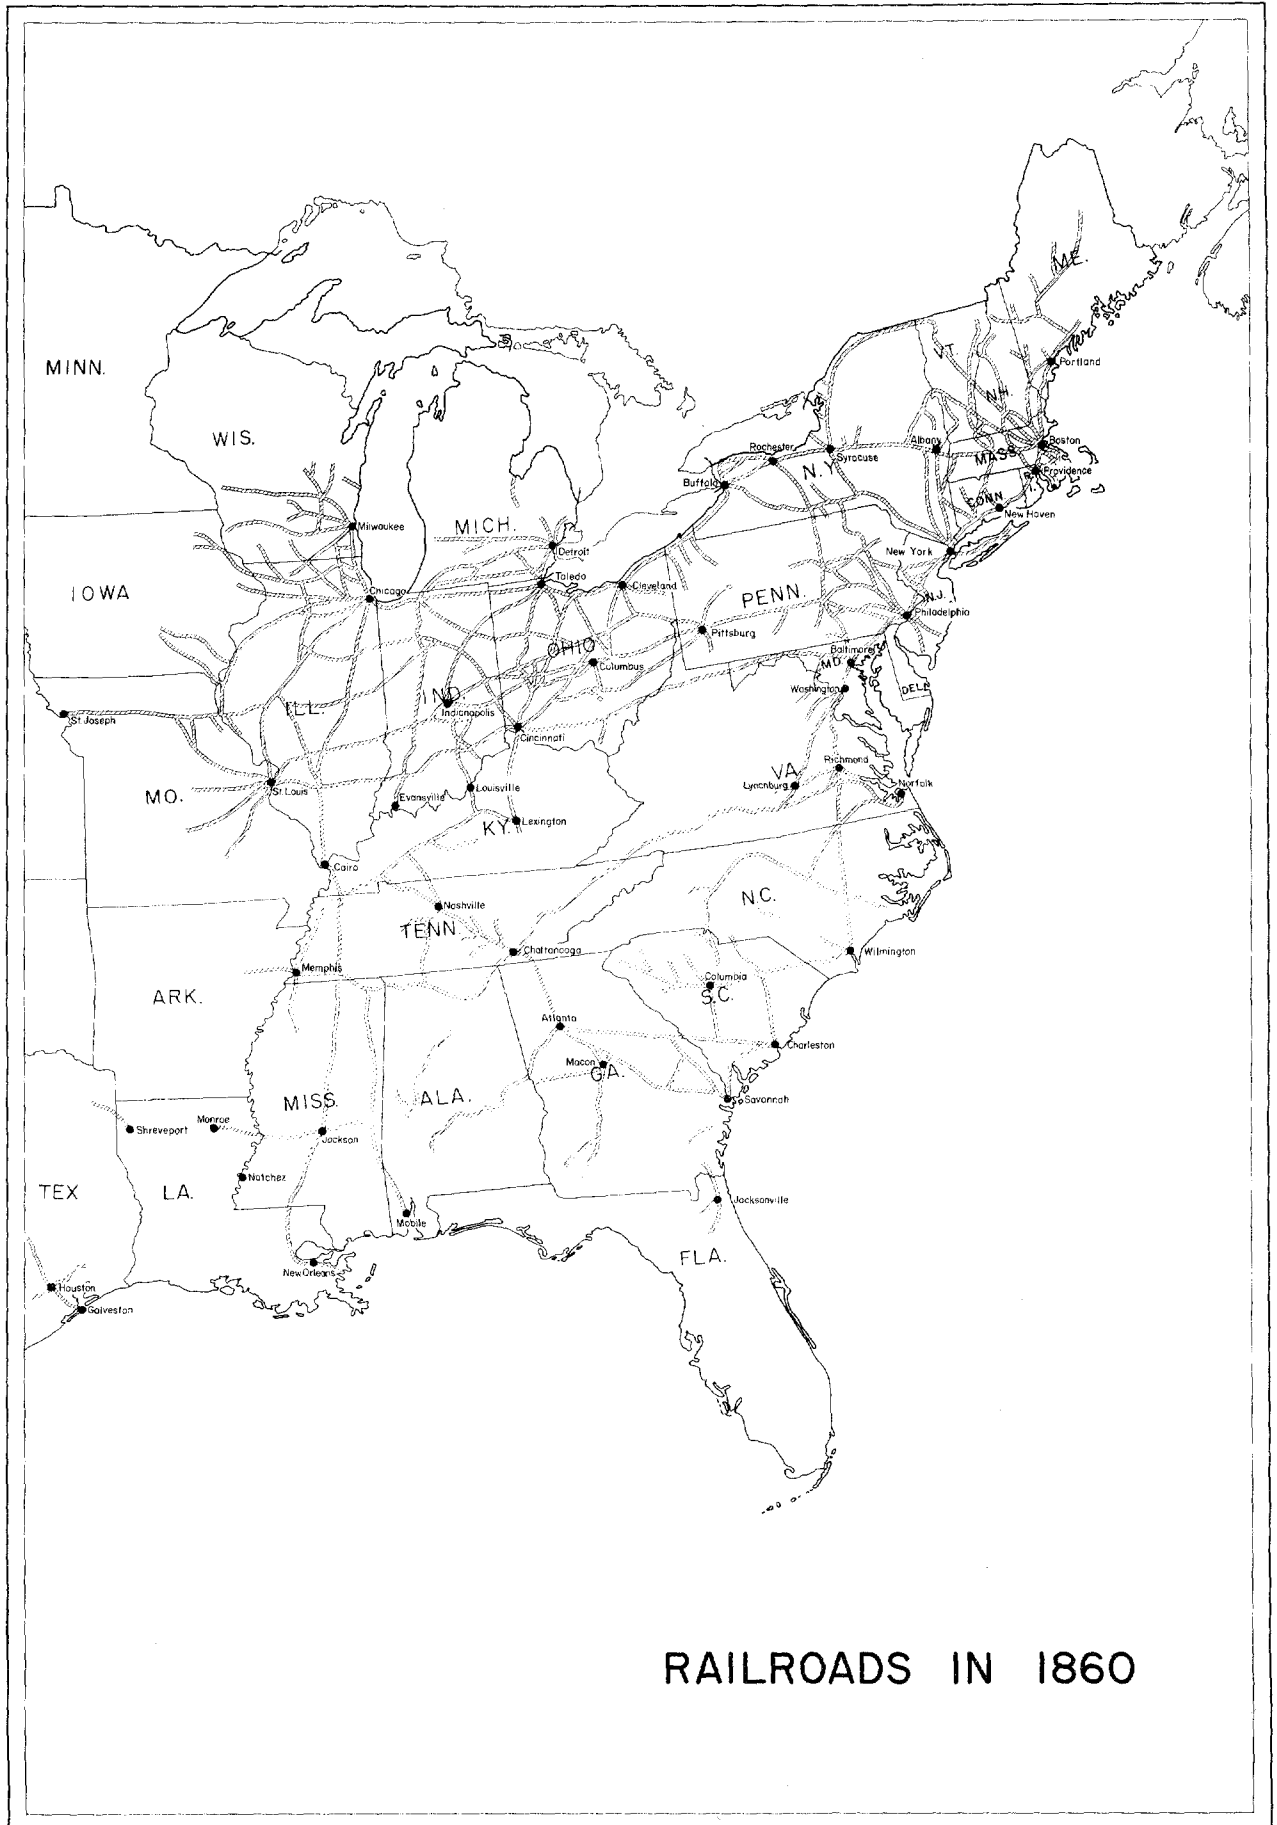 ME.
MINN.
VT.
Portland
N.H.
WIS.
Rochester
Albany
Boston
Syracuse
MASS.
N.Y.
Providence
R.
I.
Buffalo
CONN.
New Haven
MICH.
Milwaukee
Detroit
New York
Toledo
Cleveland
IOWA
Chicago
PENN.
N.J.
Philadelphia
Pittsburg
OHIO
Baltimore
Columbus
MD.
Washington
DEL.
IND.
ILL.
Indianapolis
St. Joseph
Cincinnati
Richmond
VA.
Lynchburg
Norfolk
MO.
St. Louis
Louisville
Evansville
KY.
Lexington
Cairo
N.C.
Nashville
TENN.
Chattanooga
Wilmington
Memphis
Columbia
S.C.
ARK.
Atlanta
Charleston
Macon
GA.
MISS.
ALA.
Savannah
Shreveport
Monroe
Jackson
Natchez
TEX
LA.
Jacksonville
Mobile
FLA.
New Orleans
Houston
Galveston
RAILROADS IN 1860